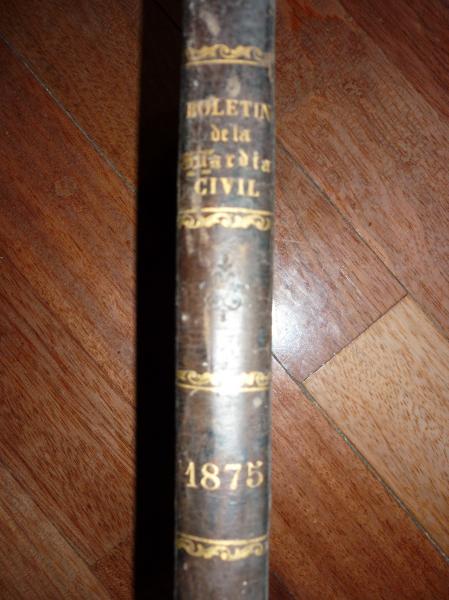 BOLETIN
de la
Guardia
CIVIL
1875